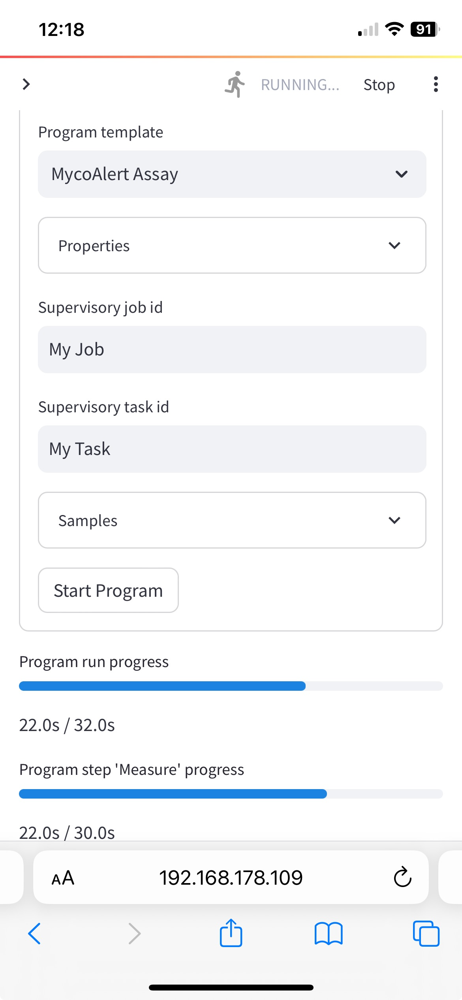 12:18
91
RUNNING...
Stop
Program template
MycoAlert Assay
Properties
Supervisory job id
My Job
Supervisory task id
My Task
Samples
Start Program
Program run progress
22.0s / 32.0s
Program step 'Measure' progress
22.0s / 30.0s
AA
192.168.178.109